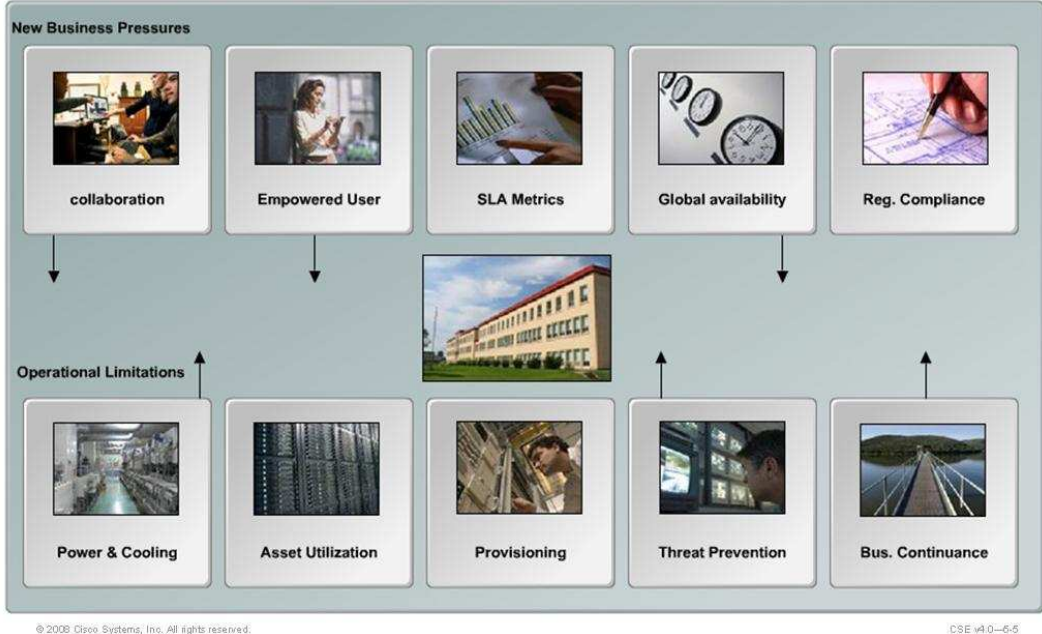 New Business Pressures
collaboration
Empowered User
SLA Metrics
Global availability
Reg. Compliance
Operational Limitations
Power & Cooling
Asset Utilization
Provisioning
Threat Prevention
Bus. Continuance
© 2008 Cisco Systems, Inc. All rights reserved.
CSE v4.0—6-5